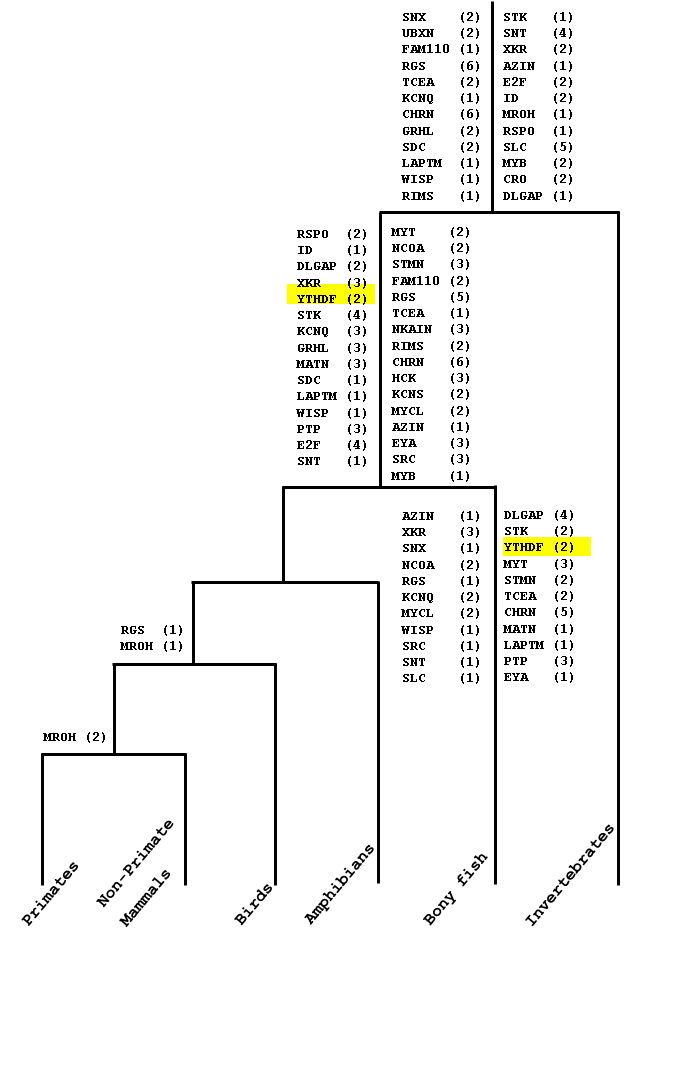 SNX (2) STK (1)
UBXN (2) SNT (4)
FAM110 (1) XKR (2)
RGS (6) AZIN (1)
TCEA (2) E2F (2)
KCNQ (1) ID (2)
CHRN (6) MROH (1)
GRHL (2) RSPO (1)
SDC (2) SLC (5)
LAPTM (1) MYB (2)
WISP (1) CRO (2)
RIMS (1) DLGAP (1)
RSPO (2) MYT (2)
ID (1) NCOA (2)
DLGAP (2) STMN (3)
XKR (3) FAM110 (2)
YTHDF (2) RGS (5)
STK (4) TCEA (1)
KCNQ (3) NKAIN (3)
GRHL (3) RIMS (2)
MATN (3) CHRN (6)
SDC (1) HCK (3)
LAPTM (1) KCNS (2)
WISP (1) MYCL (2)
PTP (3) AZIN (1)
E2F (4) EYA (3)
SNT (1) SRC (3)
MYB (1)
AZIN (1) DLGAP (4)
XKR (3) STK (2)
SNX (1) YTHDF (2)
NCOA (2) MYT (3)
RGS (1) STMN (2)
KCNQ (2) TCEA (2)
MYCL (2) CHRN (5)
WISP (1) MATN (1)
SRC (1) LAPTM (1)
SNT (1) PTP (3)
SLC (1) EYA (1)
RGS (1)
MROH (1)
MROH (2)
Primates
Non-Primate
Mammals
Birds
Amphibians
Bony fish
Invertebrates